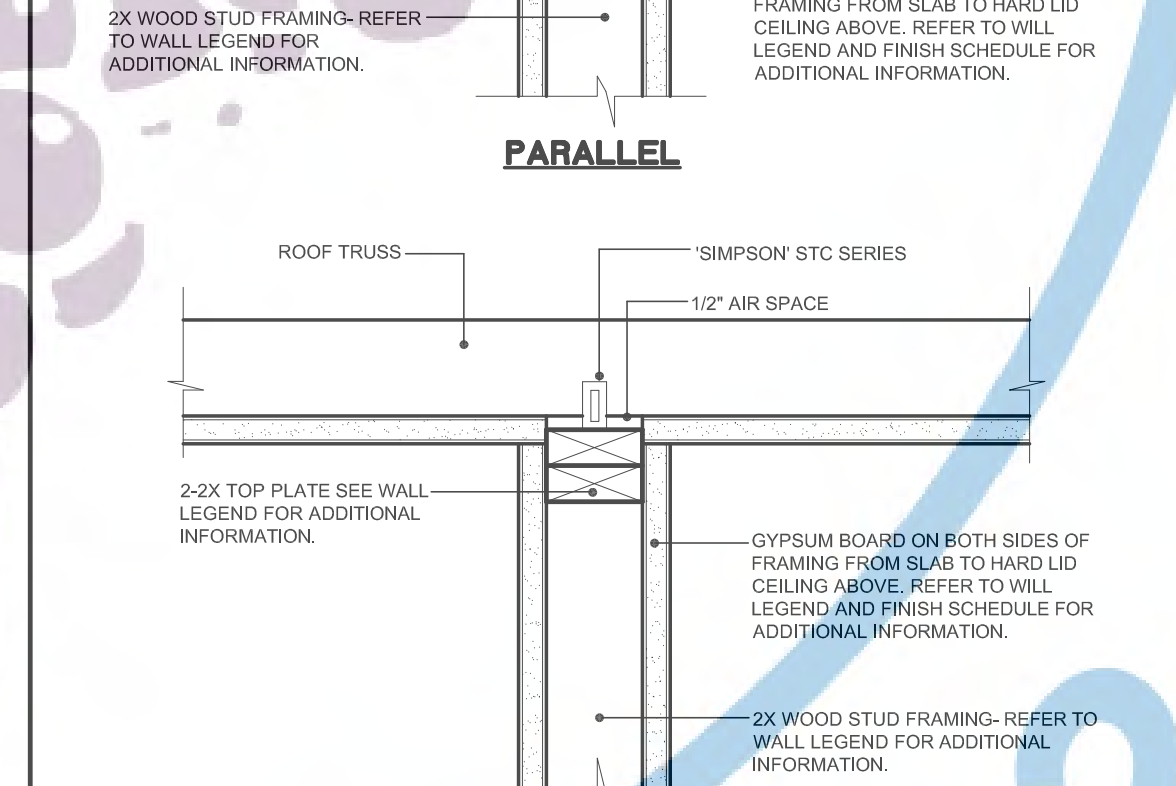 2X WOOD STUD FRAMING- REFER
TO WALL LEGEND FOR
ADDITIONAL INFORMATION.
FRAMING FROM SLAB TO HARD LID
CEILING ABOVE. REFER TO WILL
LEGEND AND FINISH SCHEDULE FOR
ADDITIONAL INFORMATION.
PARALLEL
ROOF TRUSS
'SIMPSON' STC SERIES
1/2" AIR SPACE
2-2X TOP PLATE SEE WALL
LEGEND FOR ADDITIONAL
INFORMATION.
GYPSUM BOARD ON BOTH SIDES OF
FRAMING FROM SLAB TO HARD LID
CEILING ABOVE. REFER TO WILL
LEGEND AND FINISH SCHEDULE FOR
ADDITIONAL INFORMATION.
2X WOOD STUD FRAMING- REFER TO
WALL LEGEND FOR ADDITIONAL
INFORMATION.